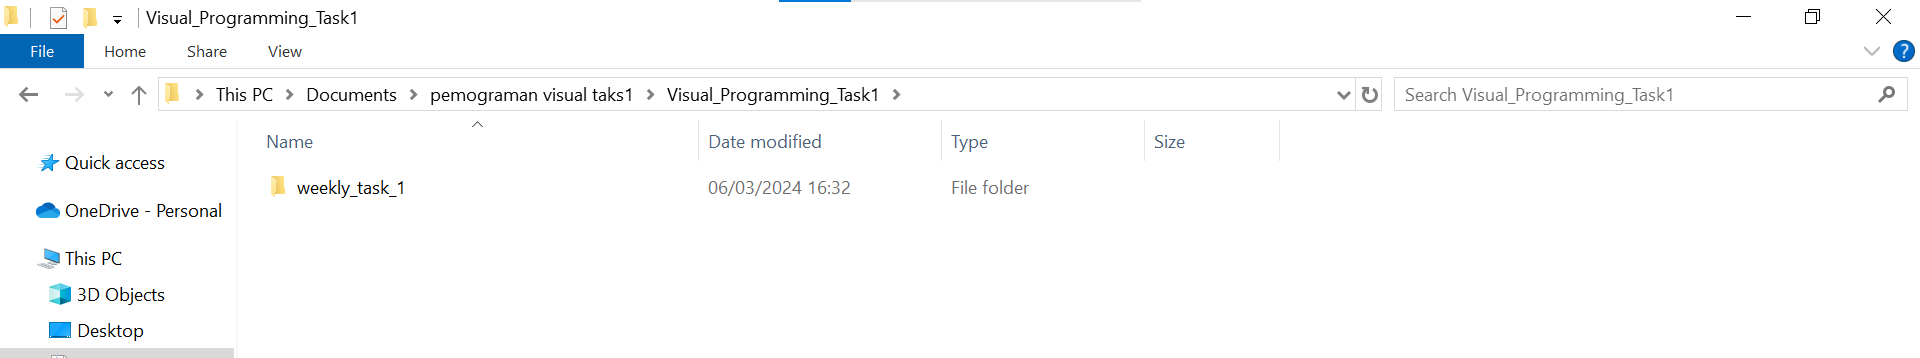 Visual_Programming_Task1
File Home Share View
This PC Documents pemograman visual taks1 Visual_Programming_Task1
Search Visual_Programming_Task1
Name Date modified Type Size
Quick access
weekly_task_1 06/03/2024 16:32 File folder
OneDrive - Personal
This PC
3D Objects
Desktop